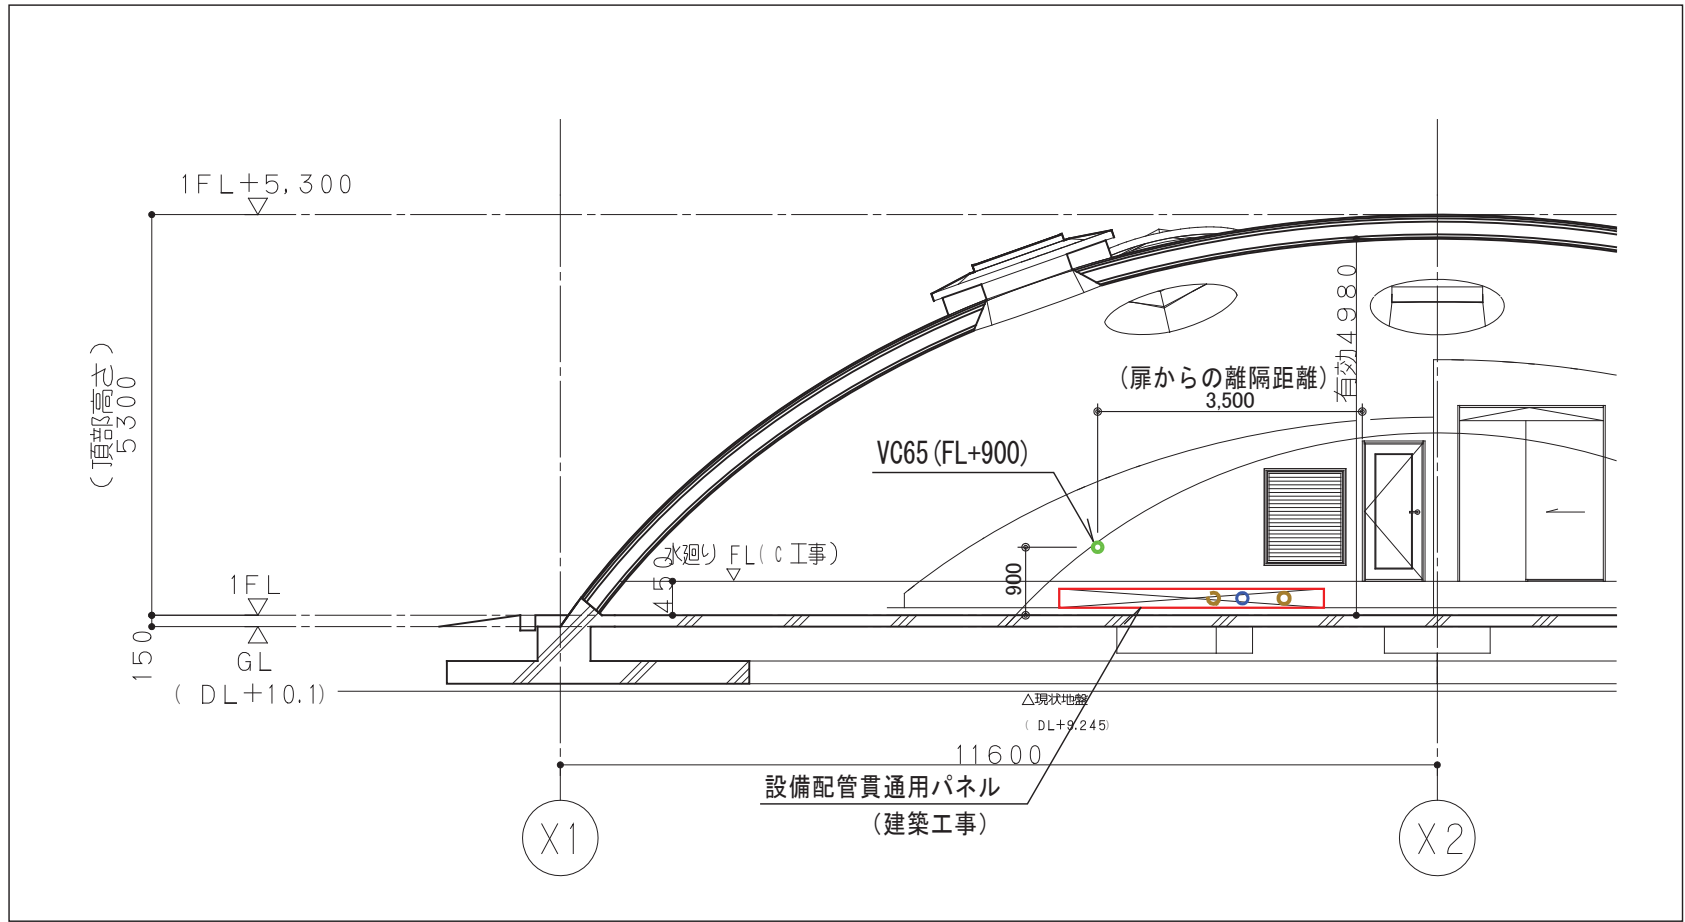 1FL+5,300
(頂部高さ)
5300
有効4980
(扉からの離隔距離)
3,500
VC65(FL+900)
水廻り FL(C工事)
450
900
1FL
150
GL
(DL+10.1)
△現状地盤
(DL+9.245)
11600
設備配管貫通用パネル
(建築工事)
X1
X2